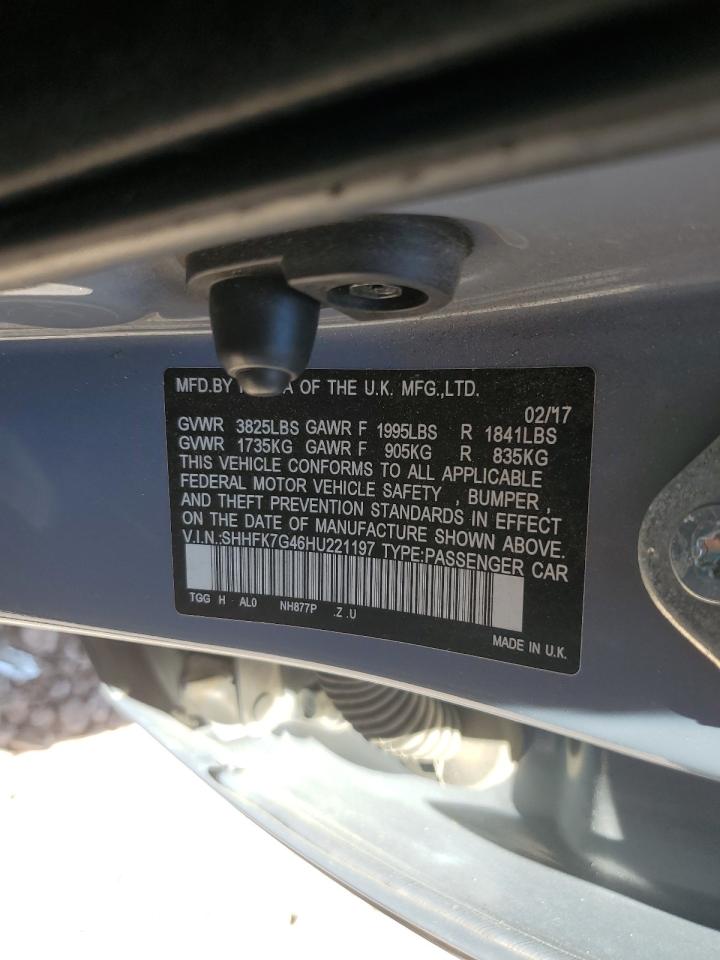 MFD.BY A OF THE U.K. MFG.,LTD.
02/17
GVWR 3825LBS GAWR F 1995LBS R 1841LBS
GVWR 1735KG GAWR F 905KG R 835KG
THIS VEHICLE CONFORMS TO ALL APPLICABLE
FEDERAL MOTOR VEHICLE SAFETY , BUMPER ,
AND THEFT PREVENTION STANDARDS IN EFFECT
ON THE DATE OF MANUFACTURE SHOWN ABOVE.
V.I.N.:SHHFK7G46HU221197 TYPE:PASSENGER CAR
TGG H AL0 NH877P .Z .U
MADE IN U.K.